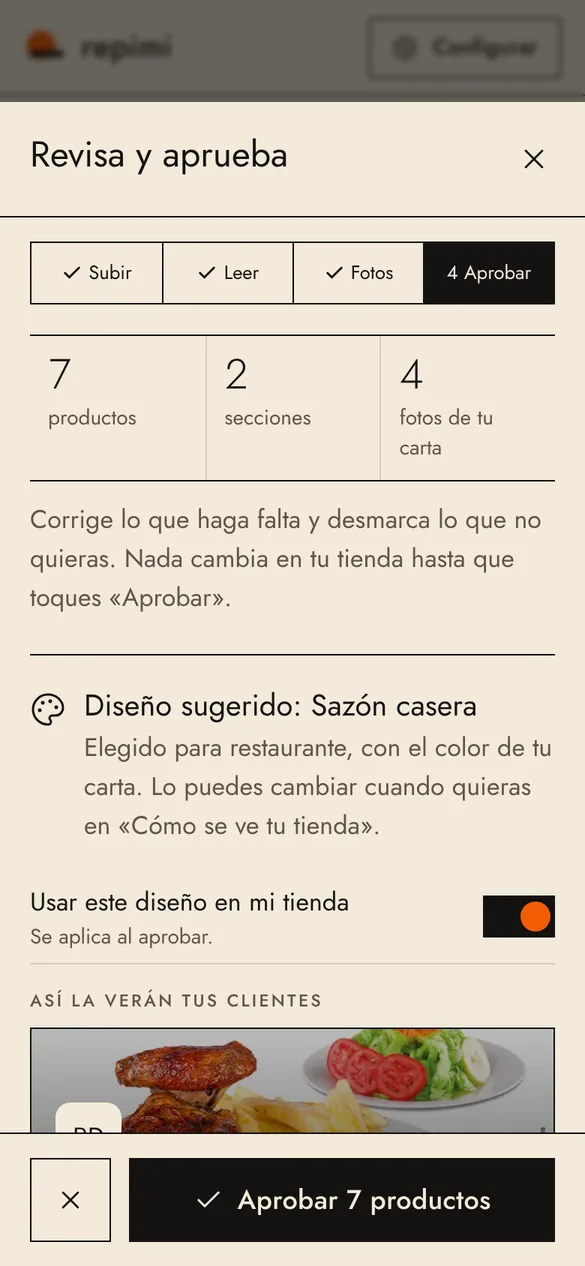 repimi
Configurar
Revisa y aprueba
Subir
Leer
Fotos
4 Aprobar
7
productos
2
secciones
4
fotos de tu
carta
Corrige lo que haga falta y desmarca lo que no
quieras. Nada cambia en tu tienda hasta que
toques «Aprobar».
Diseño sugerido: Sazón casera
Elegido para restaurante, con el color de tu
carta. Lo puedes cambiar cuando quieras
en «Cómo se ve tu tienda».
Usar este diseño en mi tienda
Se aplica al aprobar.
ASÍ LA VERÁN TUS CLIENTES
Aprobar 7 productos